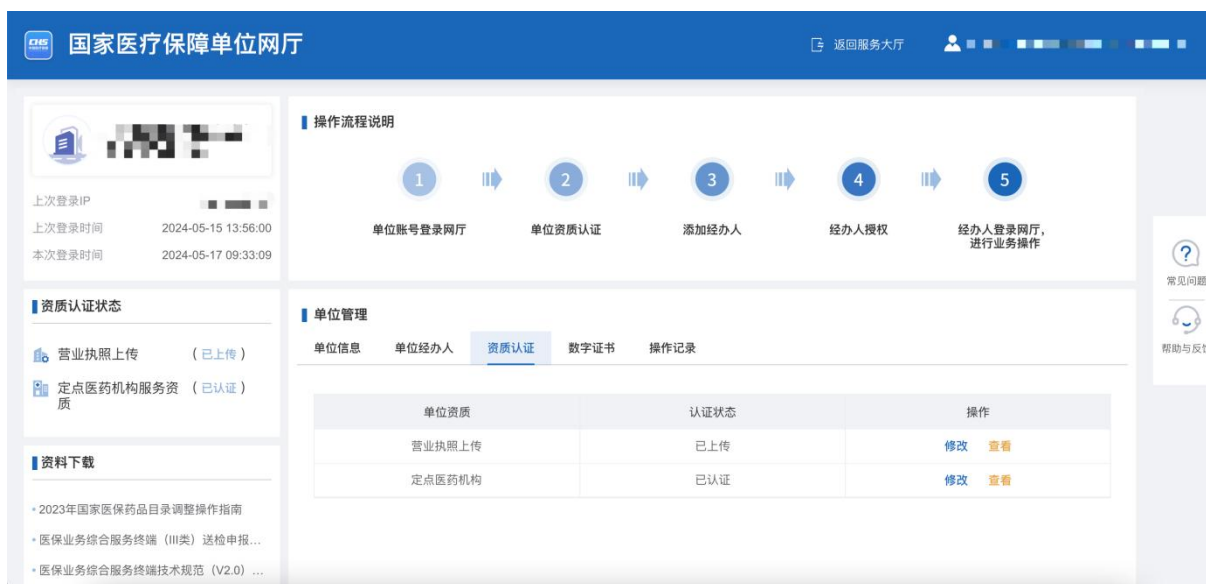 CHS
国家医疗保障单位网厅
返回服务大厅
上次登录IP
上次登录时间 2024-05-15 13:56:00
本次登录时间 2024-05-17 09:33:09
资质认证状态
营业执照上传 （已上传）
定点医药机构服务资 （已认证）
质
资料下载
2023年国家医保药品目录调整操作指南
医保业务综合服务终端（III类）送检申报...
医保业务综合服务终端技术规范（V2.0）...
操作流程说明
1 2 3 4 5
单位账号登录网厅 单位资质认证 添加经办人 经办人授权 经办人登录网厅，
进行业务操作
单位管理
单位信息 单位经办人 资质认证 数字证书 操作记录
单位资质 认证状态 操作
营业执照上传 已上传 修改 查看
定点医药机构 已认证 修改 查看
常见问题
帮助与反馈